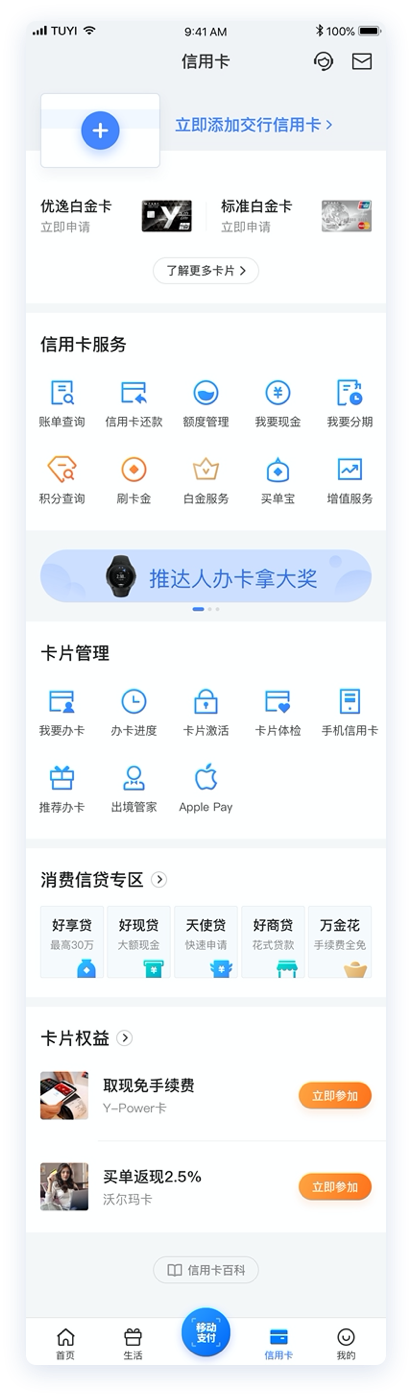 TUYI
9:41 AM
100%
信用卡
立即添加交行信用卡
优逸白金卡
立即申请
标准白金卡
立即申请
了解更多卡片
信用卡服务
账单查询
信用卡还款
额度管理
我要现金
我要分期
积分查询
刷卡金
白金服务
买单宝
增值服务
推达人办卡拿大奖
卡片管理
我要办卡
办卡进度
卡片激活
卡片体检
手机信用卡
推荐办卡
出境管家
Apple Pay
消费信贷专区
好享贷
最高30万
好现贷
大额现金
天使贷
快速申请
好商贷
花式贷款
万金花
手续费全免
卡片权益
取现免手续费
Y-Power卡
立即参加
买单返现2.5%
沃尔玛卡
立即参加
信用卡百科
首页
生活
移动
支付
信用卡
我的